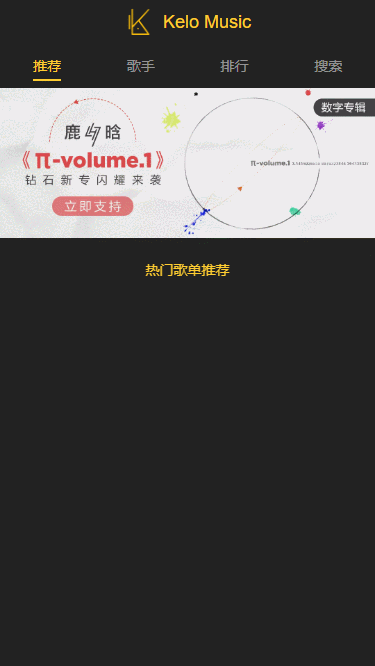 Kelo Music
推荐 歌手 排行 搜索
数字专辑
鹿晗
《π-volume.1》
钻石新专闪耀来袭
立即支持
π-volume.1
热门歌单推荐